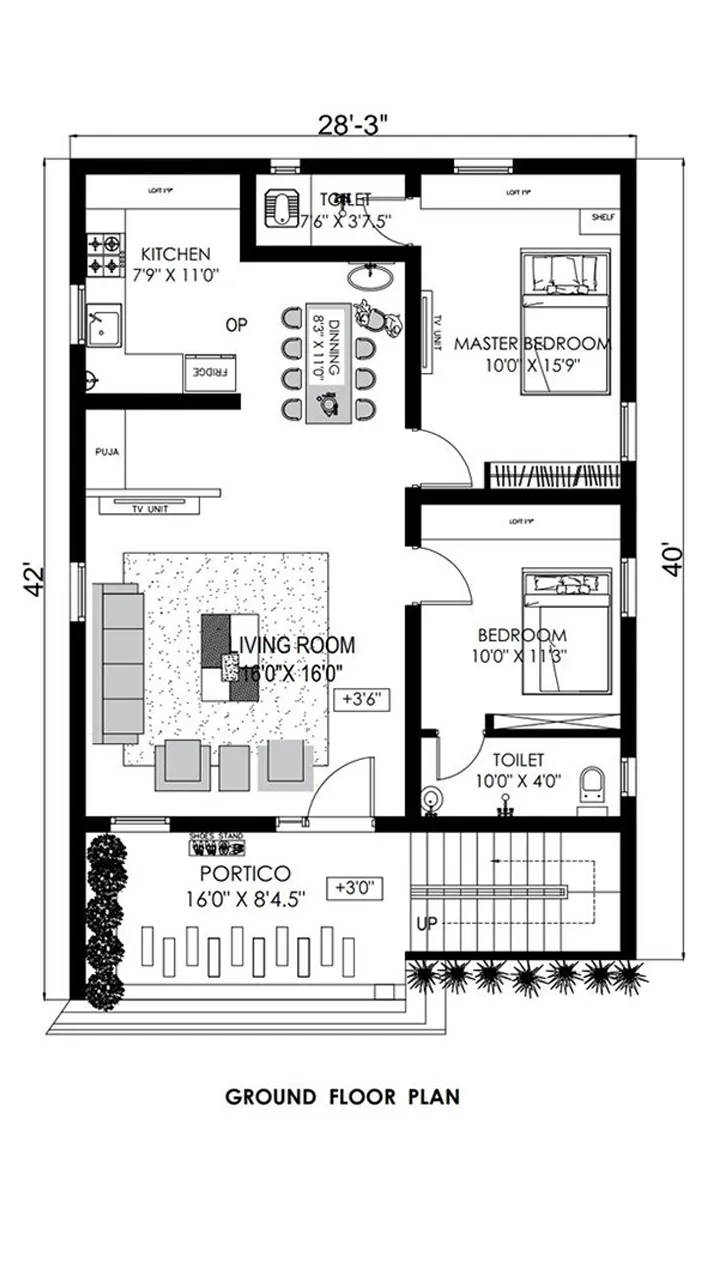 28'-3"
LOFT 1'9"
TOILET
7'6" X 3'7.5"
LOFT 1'9"
SHELF
KITCHEN
7'9" X 11'0"
OP
FRIDGE
DINNING
8'3" X 11'0"
TV UNIT
MASTER BEDROOM
10'0" X 15'9"
PUJA
TV UNIT
LOFT 1'9"
42'
40'
BEDROOM
10'0" X 11'3"
LIVING ROOM
16'0"X 16'0"
+3'6"
TOILET
10'0" X 4'0"
SHOES STAND
PORTICO
16'0" X 8'4.5"
+3'0"
UP
GROUND FLOOR PLAN